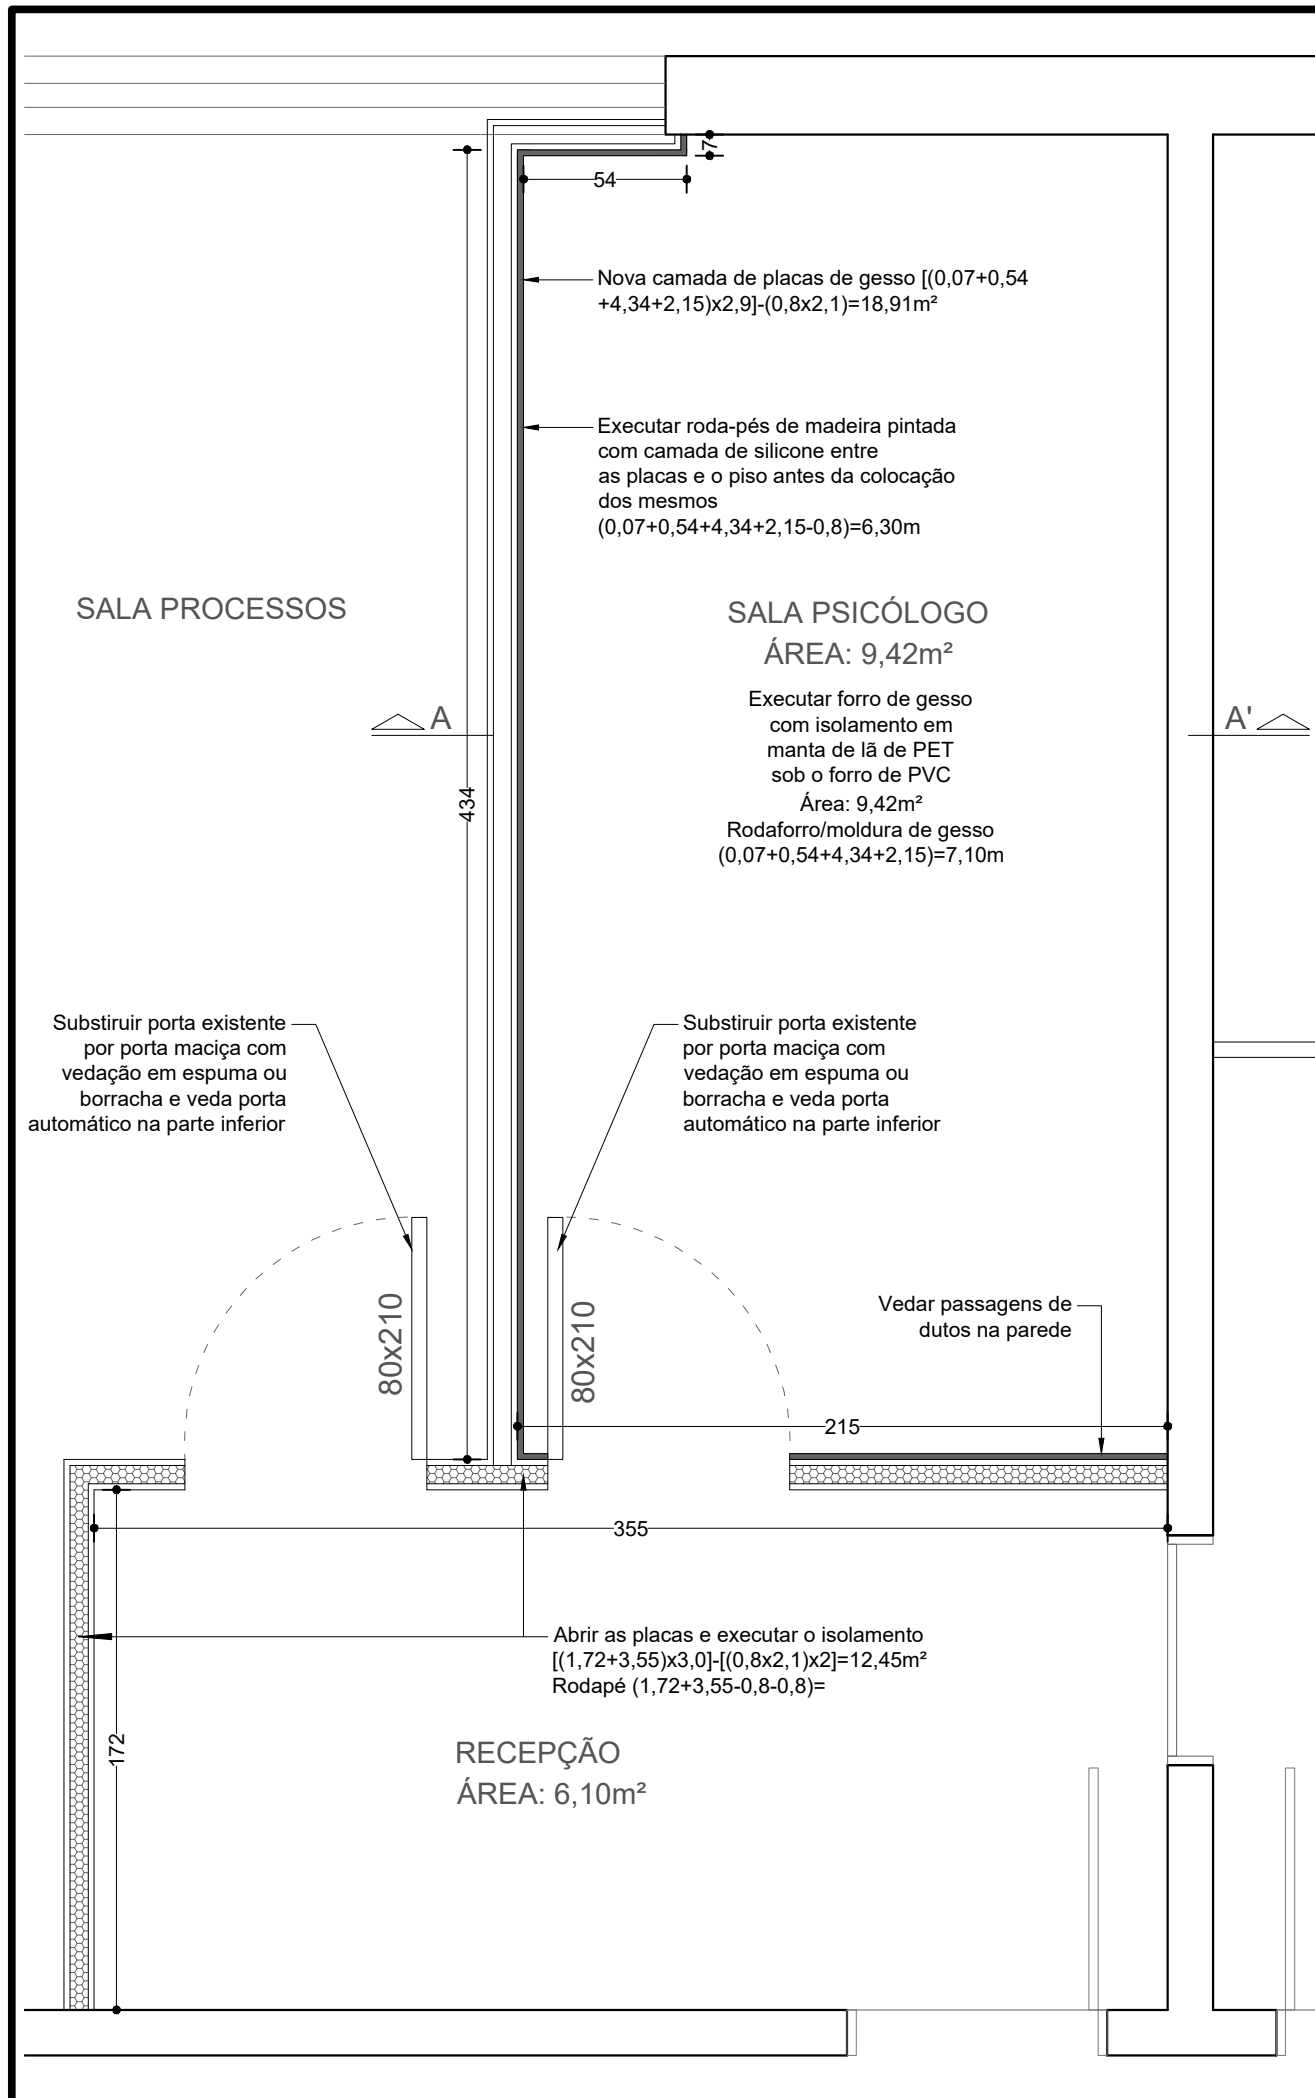 7
54
Nova camada de placas de gesso [(0,07+0,54
+4,34+2,15)x2,9]-(0,8x2,1)=18,91m²
Executar roda-pés de madeira pintada
com camada de silicone entre
as placas e o piso antes da colocação
dos mesmos
(0,07+0,54+4,34+2,15-0,8)=6,30m
SALA PROCESSOS
SALA PSICÓLOGO
ÁREA: 9,42m²
Executar forro de gesso
com isolamento em
manta de lã de PET
sob o forro de PVC
Área: 9,42m²
Rodaforro/moldura de gesso
(0,07+0,54+4,34+2,15)=7,10m
A
A'
434
Substiruir porta existente
por porta maciça com
vedação em espuma ou
borracha e veda porta
automático na parte inferior
Substiruir porta existente
por porta maciça com
vedação em espuma ou
borracha e veda porta
automático na parte inferior
80x210
80x210
Vedar passagens de
dutos na parede
215
355
Abrir as placas e executar o isolamento
[(1,72+3,55)x3,0]-[(0,8x2,1)x2]=12,45m²
Rodapé (1,72+3,55-0,8-0,8)=
172
RECEPÇÃO
ÁREA: 6,10m²